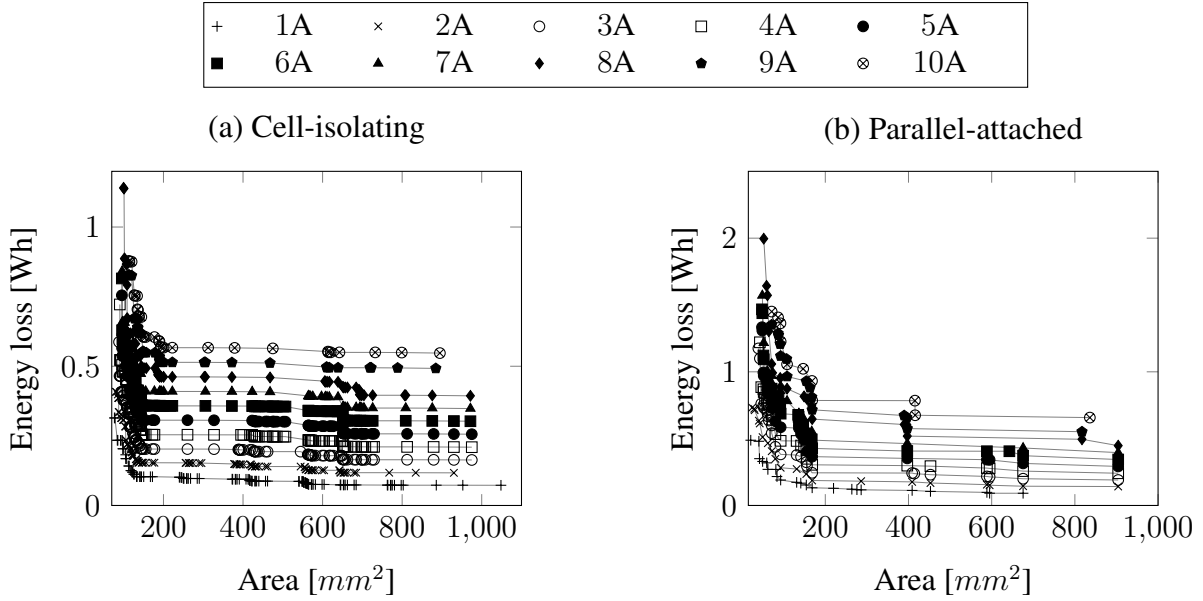 1A 2A 3A 4A 5A
6A 7A 8A 9A 10A
(a) Cell-isolating
(b) Parallel-attached
Energy loss [Wh]
1
0.5
0
200 400 600 800 1,000
Area [mm²]
Energy loss [Wh]
2
1
0
200 400 600 800 1,000
Area [mm²]